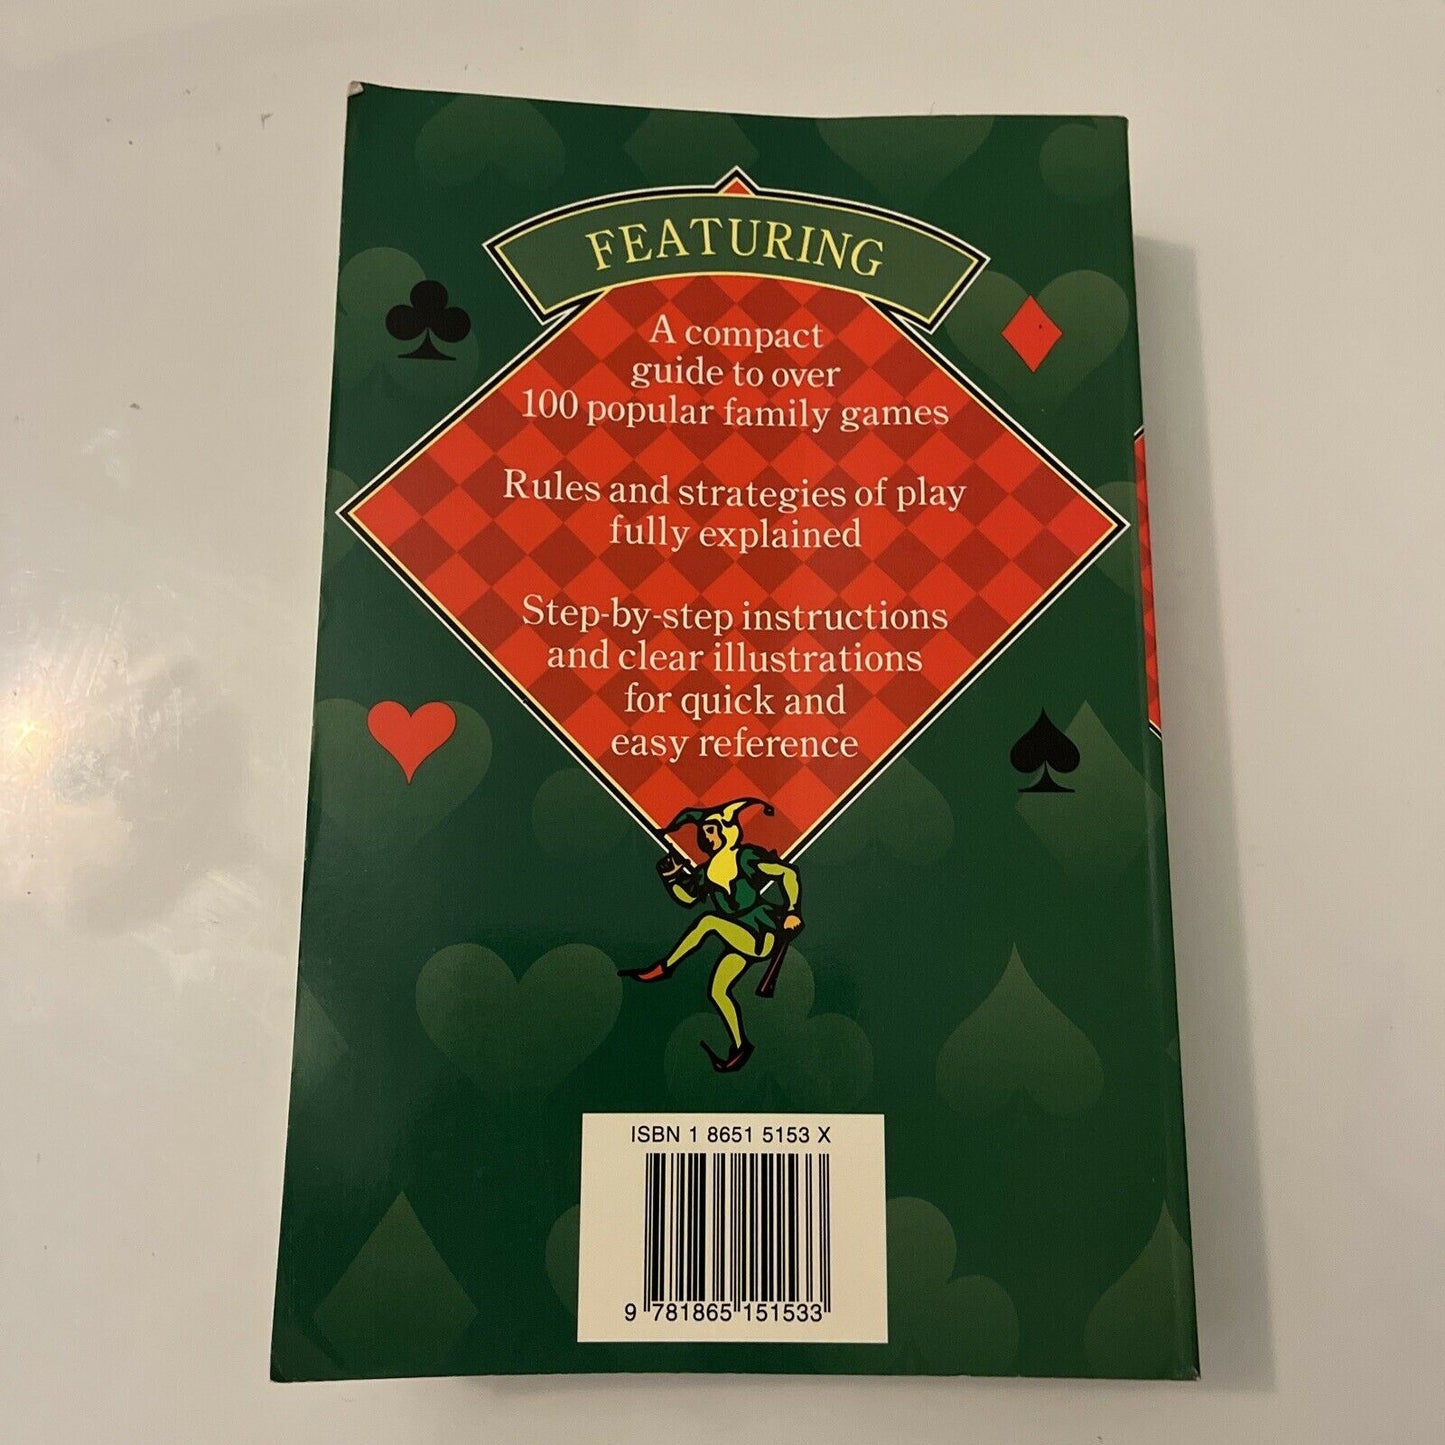 FEATURING
A compact
guide to over
100 popular family games
Rules and strategies of play
fully explained
Step-by-step instructions
and clear illustrations
for quick and
easy reference
ISBN 1 8651 5153 X
9 781865 151533